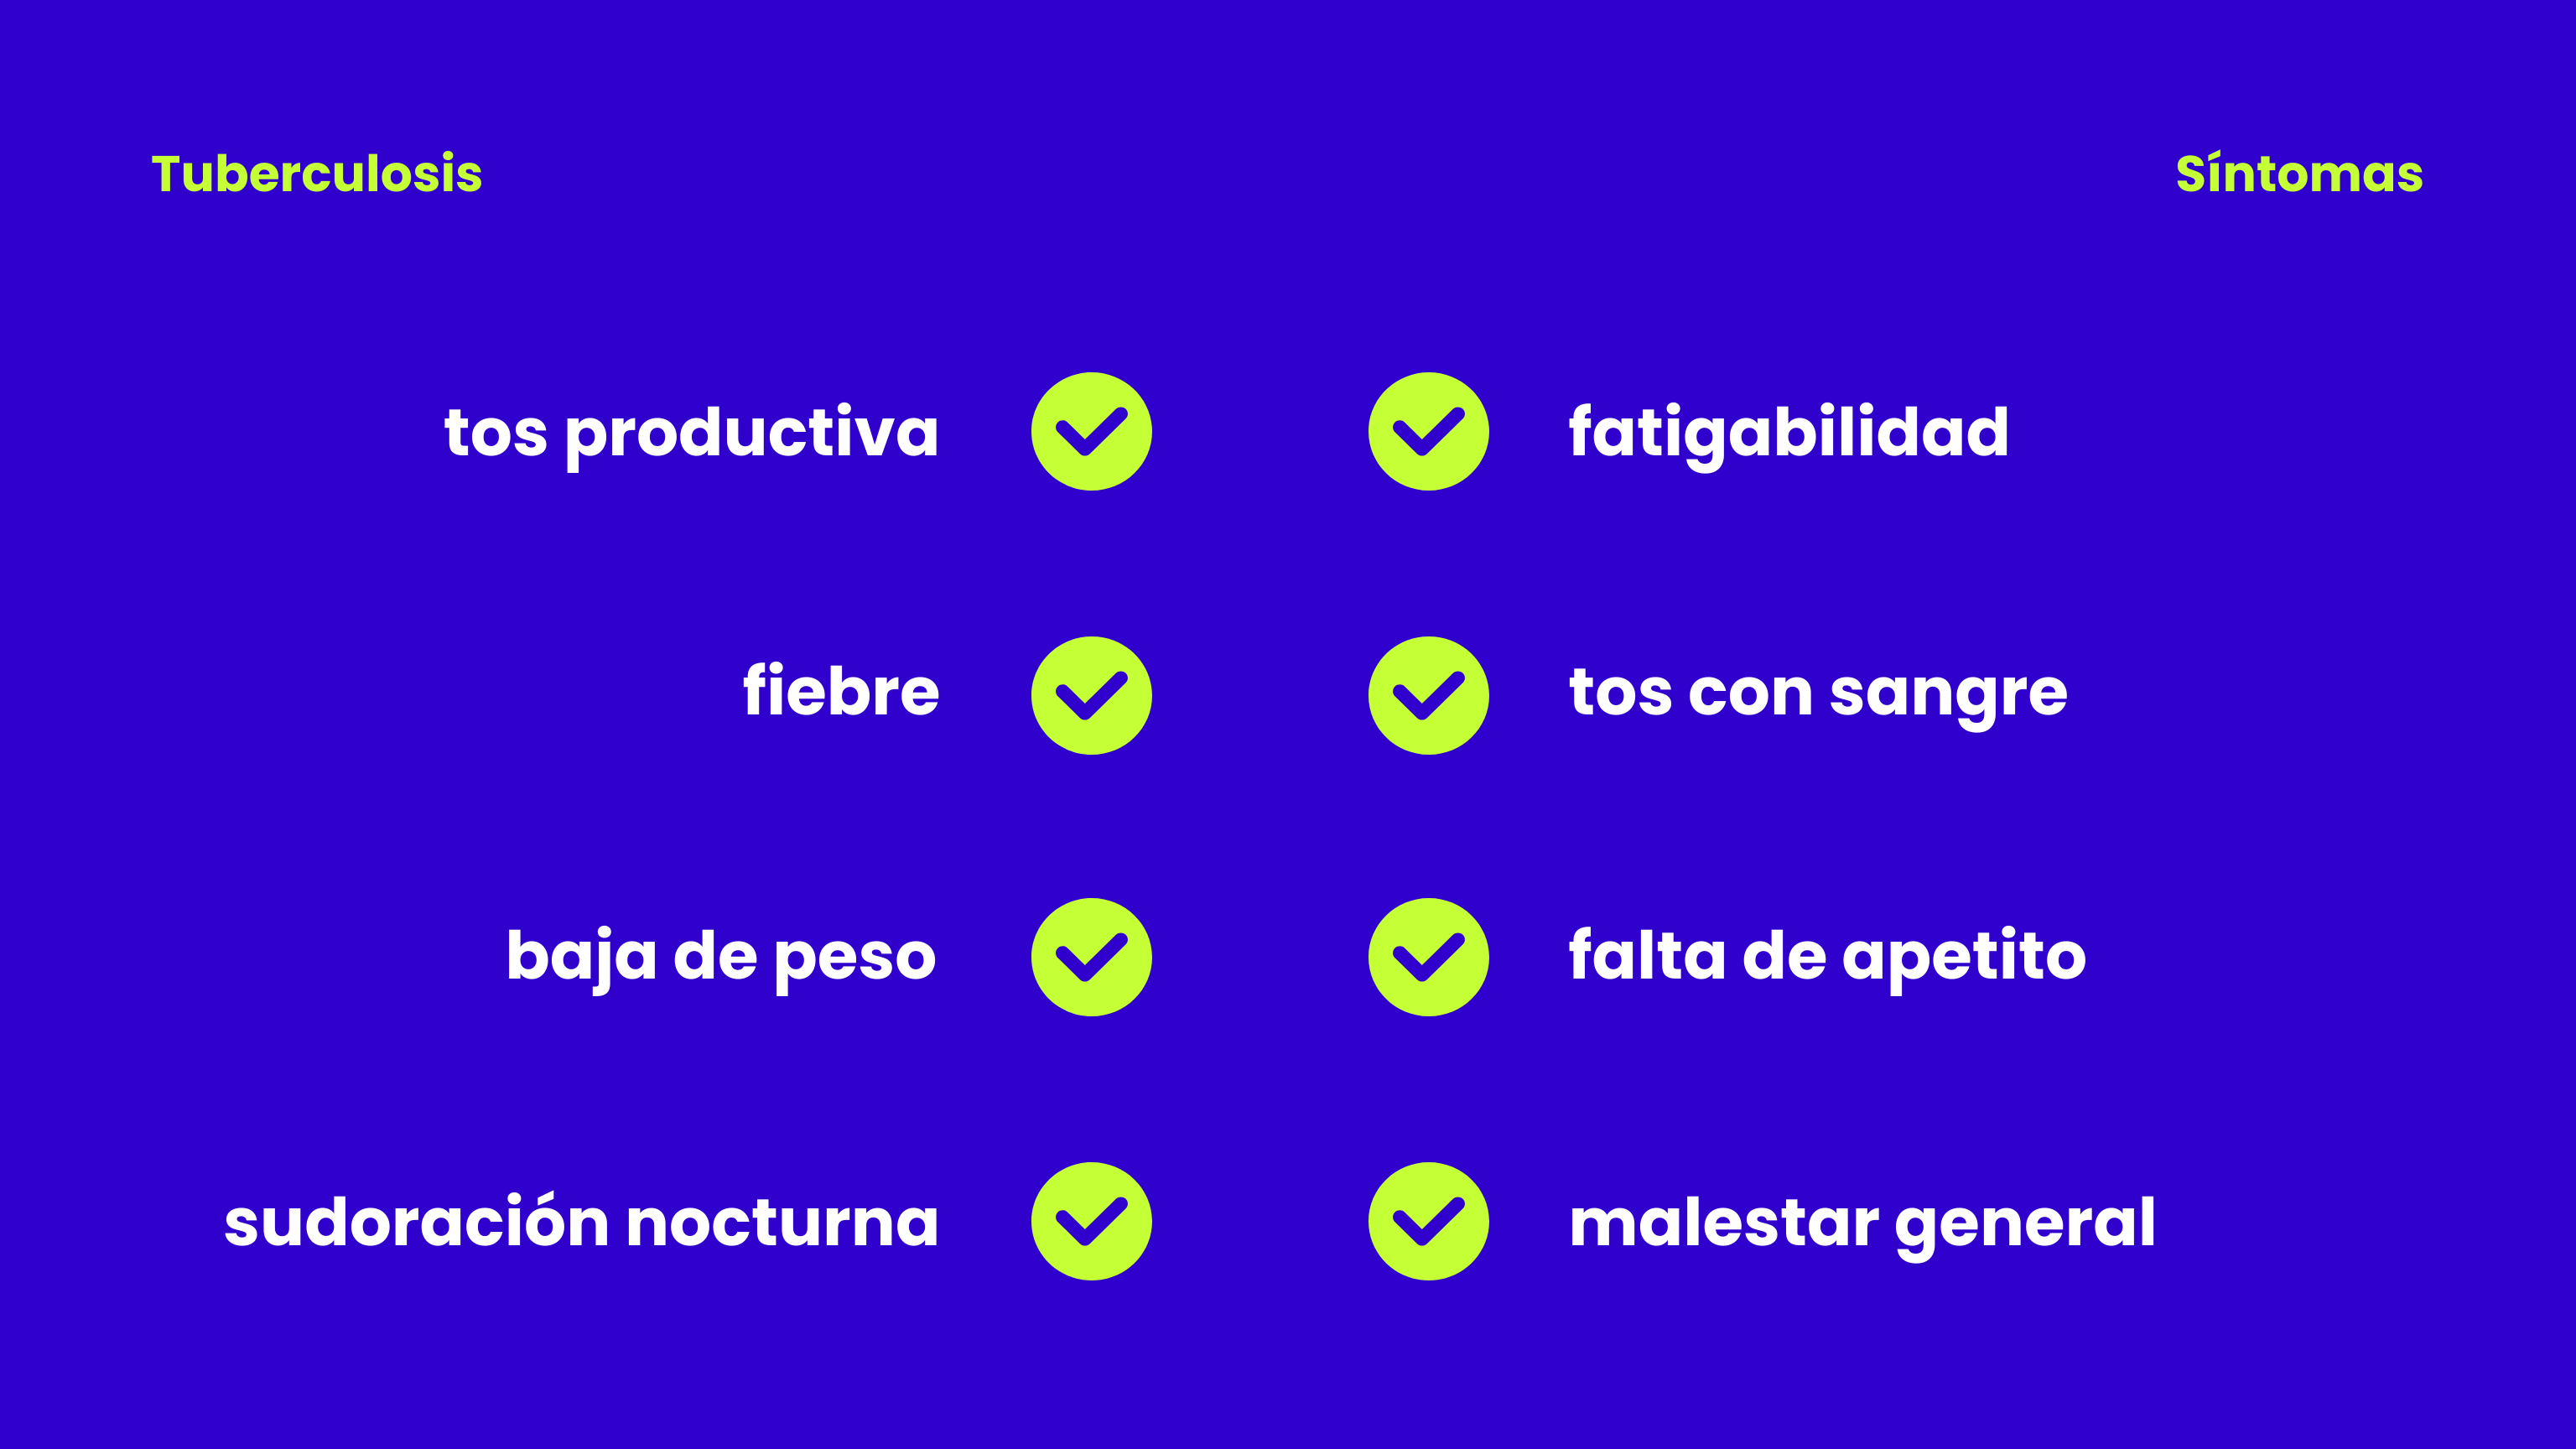 Tuberculosis
Síntomas
tos productiva
fatigabilidad
fiebre
tos con sangre
baja de peso
falta de apetito
sudoración nocturna
malestar general